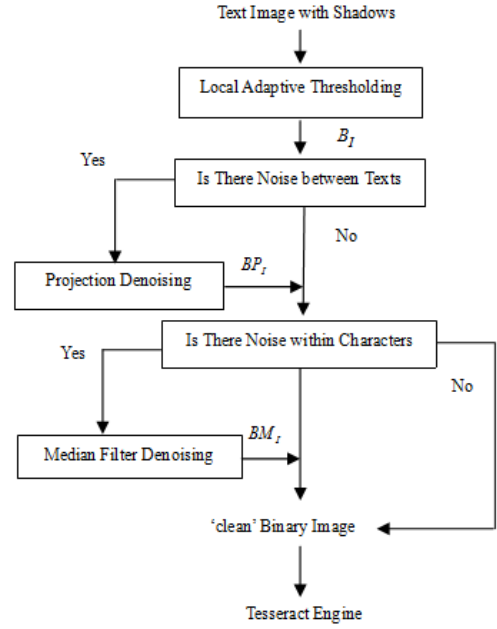 Text Image with Shadows
Local Adaptive Thresholding
B_I
Yes
Is There Noise between Texts
No
Projection Denoising
BP_I
Is There Noise within Characters
Yes
No
Median Filter Denoising
BM_I
‘clean’ Binary Image
Tesseract Engine